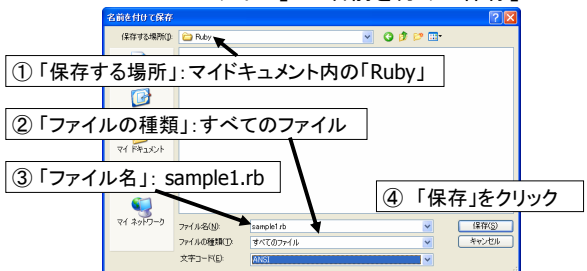 名前を付けて保存
保存する場所(I):
Ruby
① 「保存する場所」：マイドキュメント内の「Ruby」
② 「ファイルの種類」：すべてのファイル
マイ ドキュメント
③ 「ファイル名」： sample1.rb
④ 「保存」をクリック
マイ ネットワーク
ファイル名(N):
sample1.rb
保存(S)
ファイルの種類(T):
すべてのファイル
キャンセル
文字コード(E):
ANSI